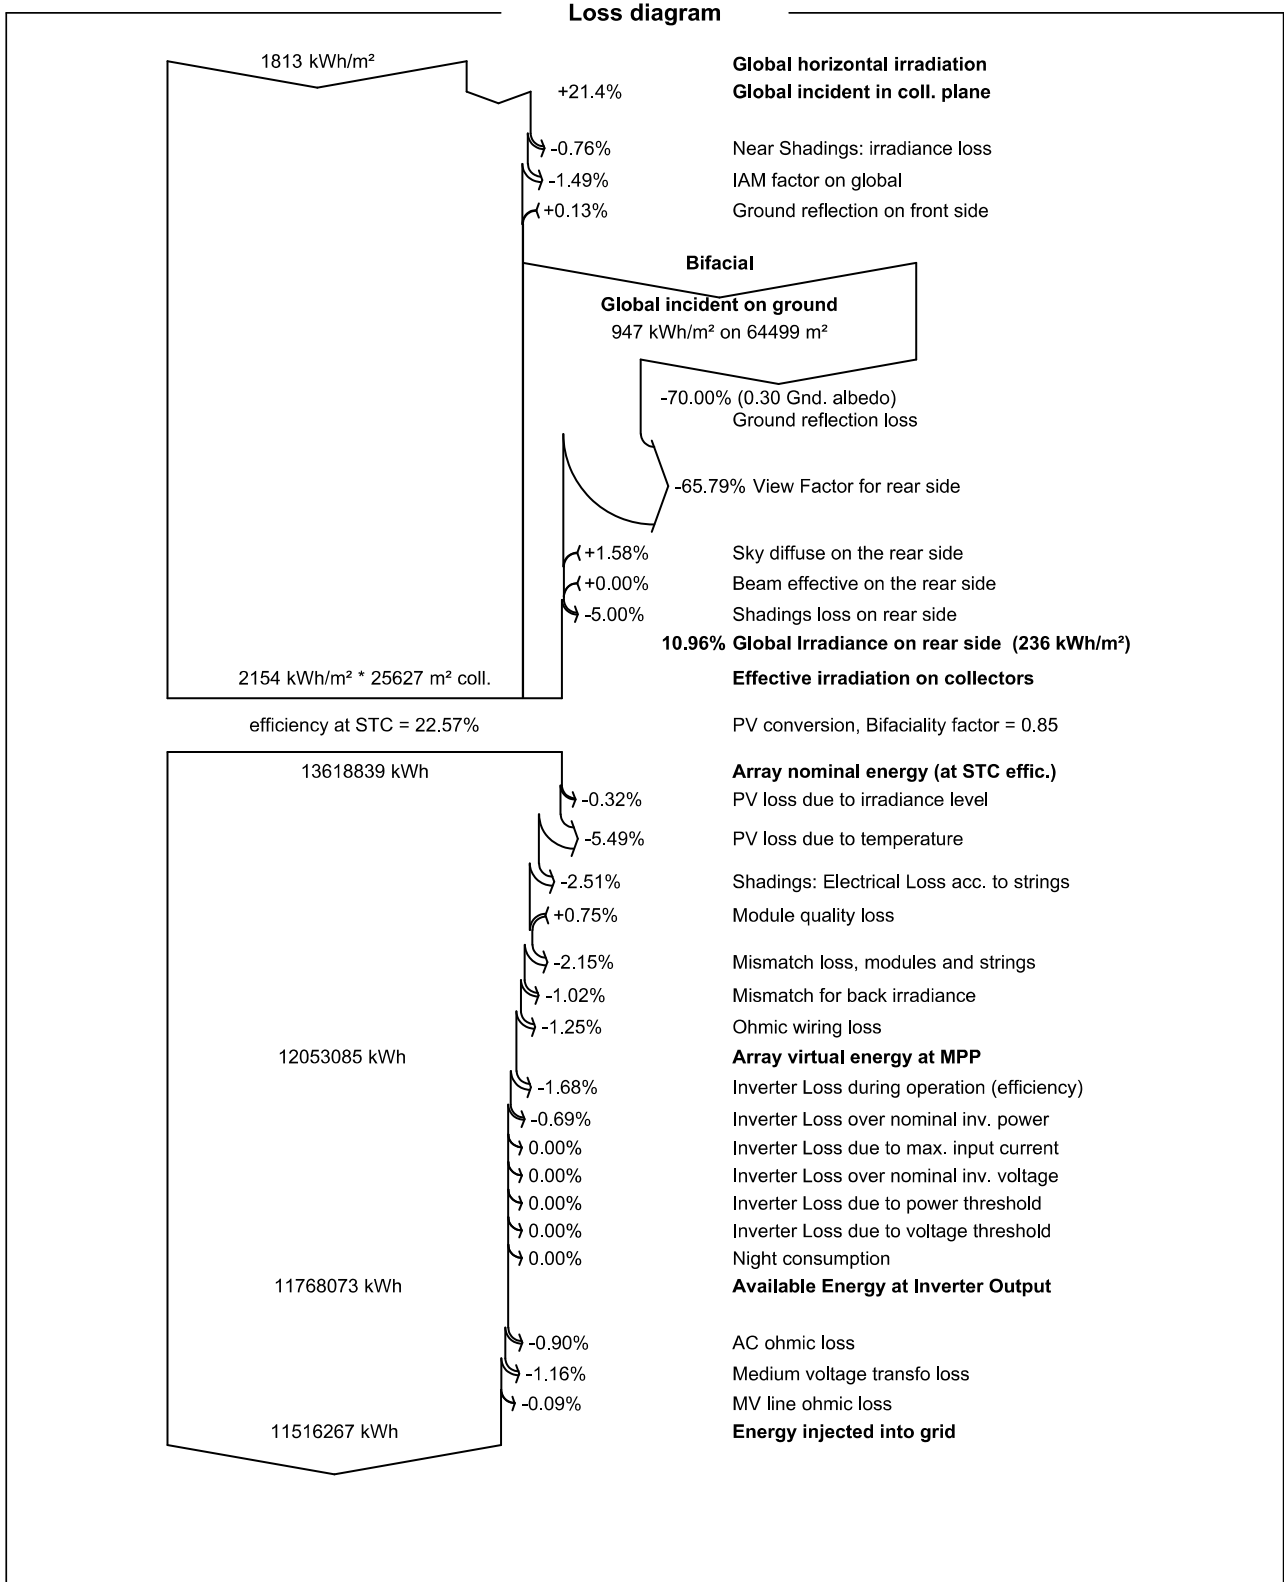 Loss diagram
1813 kWh/m² Global horizontal irradiation
+21.4% Global incident in coll. plane
-0.76% Near Shadings: irradiance loss
-1.49% IAM factor on global
+0.13% Ground reflection on front side
Bifacial
Global incident on ground
947 kWh/m² on 64499 m²
-70.00% (0.30 Gnd. albedo)
Ground reflection loss
-65.79% View Factor for rear side
+1.58% Sky diffuse on the rear side
+0.00% Beam effective on the rear side
-5.00% Shadings loss on rear side
10.96% Global Irradiance on rear side (236 kWh/m²)
2154 kWh/m² * 25627 m² coll. Effective irradiation on collectors
efficiency at STC = 22.57% PV conversion, Bifaciality factor = 0.85
13618839 kWh Array nominal energy (at STC effic.)
-0.32% PV loss due to irradiance level
-5.49% PV loss due to temperature
-2.51% Shadings: Electrical Loss acc. to strings
+0.75% Module quality loss
-2.15% Mismatch loss, modules and strings
-1.02% Mismatch for back irradiance
-1.25% Ohmic wiring loss
12053085 kWh Array virtual energy at MPP
-1.68% Inverter Loss during operation (efficiency)
-0.69% Inverter Loss over nominal inv. power
0.00% Inverter Loss due to max. input current
0.00% Inverter Loss over nominal inv. voltage
0.00% Inverter Loss due to power threshold
0.00% Inverter Loss due to voltage threshold
0.00% Night consumption
11768073 kWh Available Energy at Inverter Output
-0.90% AC ohmic loss
-1.16% Medium voltage transfo loss
-0.09% MV line ohmic loss
11516267 kWh Energy injected into grid